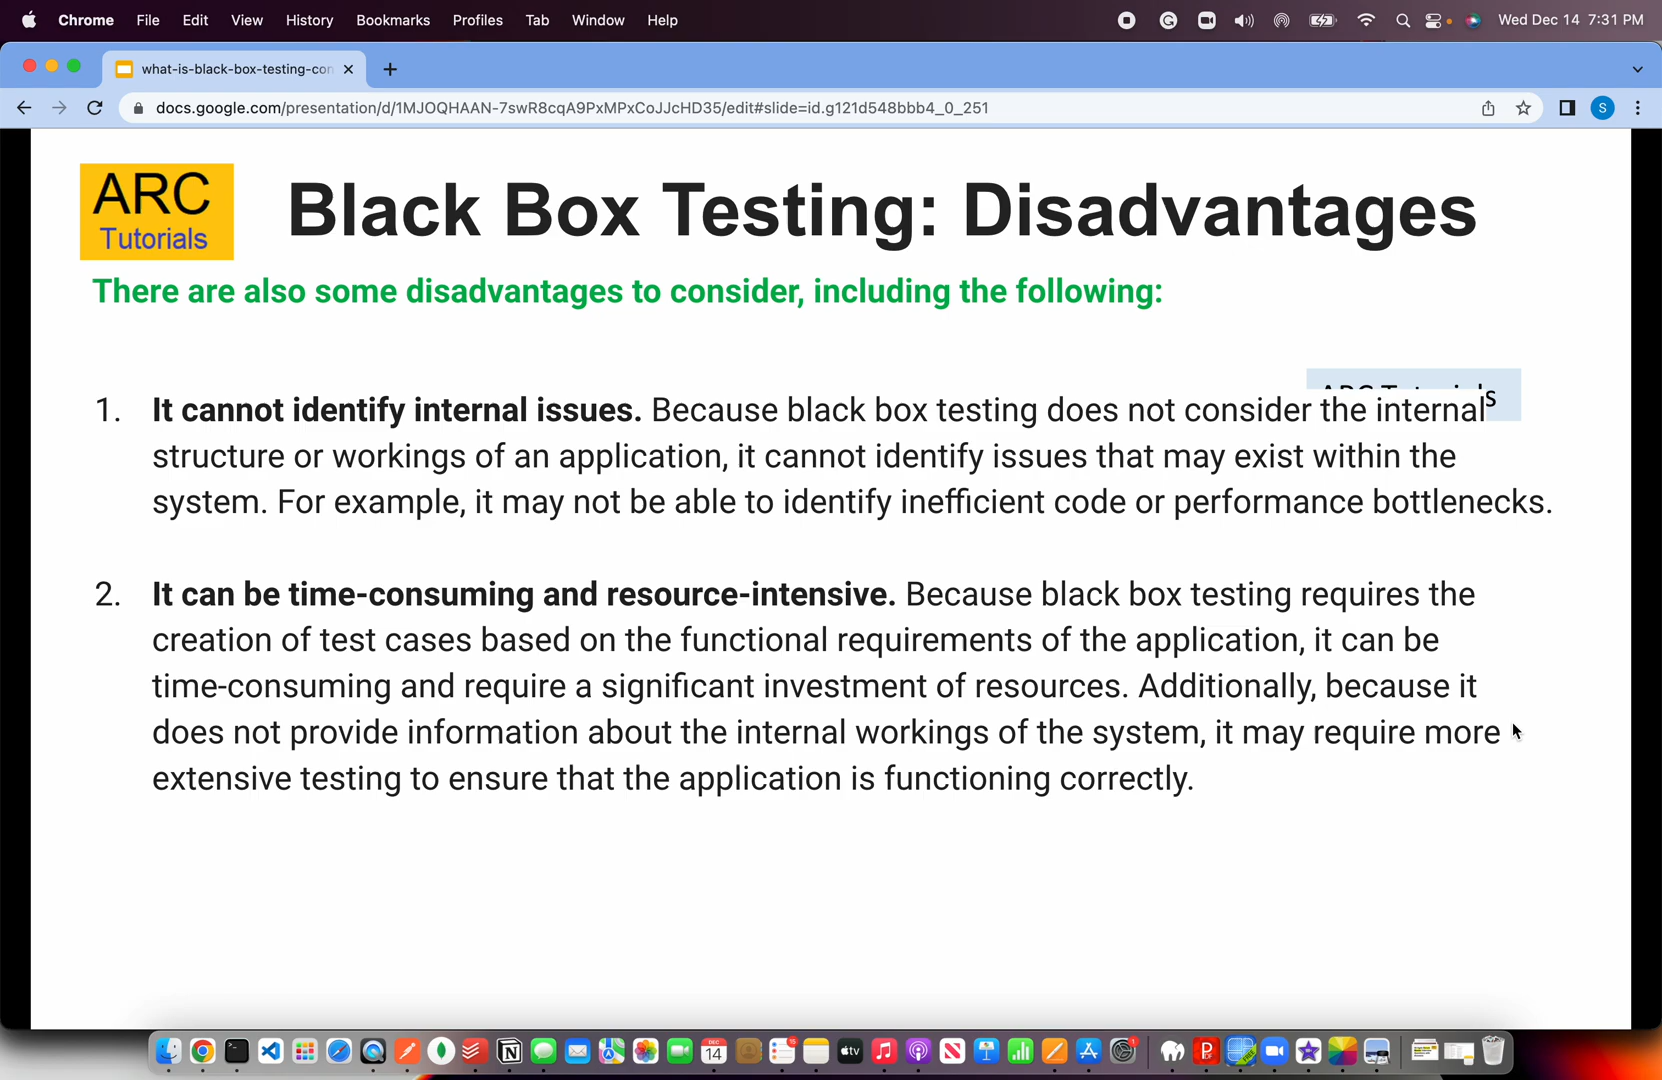 Chrome File Edit View History Bookmarks Profiles Tab Window Help Wed Dec 14 7:31 PM
what-is-black-box-testing-con
docs.google.com/presentation/d/1MJOQHAAN-7swR8cqA9PxMPxCoJJcHD35/edit#slide=id.g121d548bbb4_0_251
S
ARC
Tutorials
Black Box Testing: Disadvantages
There are also some disadvantages to consider, including the following:
1. It cannot identify internal issues. Because black box testing does not consider the internal
structure or workings of an application, it cannot identify issues that may exist within the
system. For example, it may not be able to identify inefficient code or performance bottlenecks.
2. It can be time-consuming and resource-intensive. Because black box testing requires the
creation of test cases based on the functional requirements of the application, it can be
time-consuming and require a significant investment of resources. Additionally, because it
does not provide information about the internal workings of the system, it may require more
extensive testing to ensure that the application is functioning correctly.
DEC
14
tv